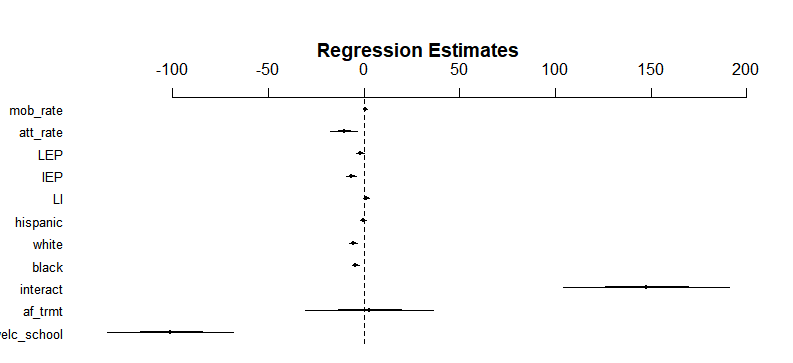 Regression Estimates
-100 -50 0 50 100 150 200
mob_rate
att_rate
LEP
IEP
LI
hispanic
white
black
interact
af_trmt
elc_school